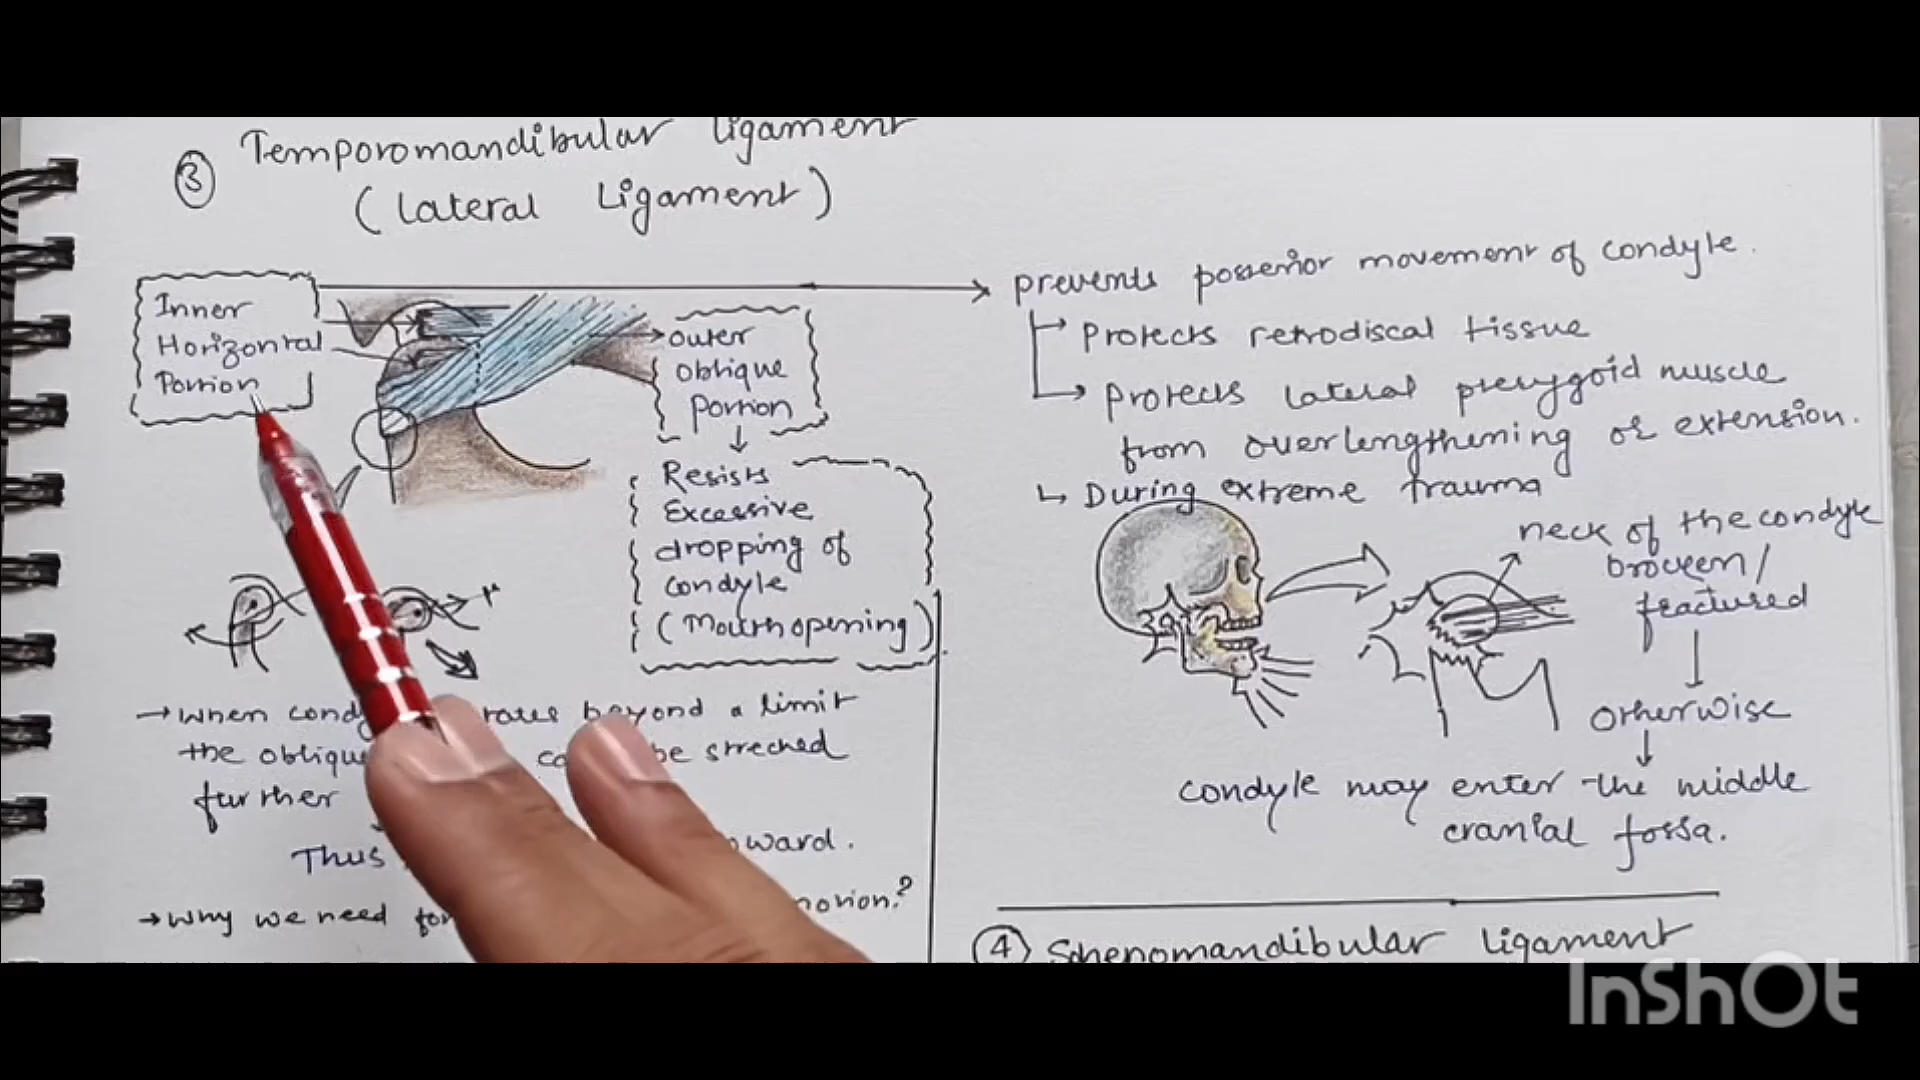 ③ Temporomandibular ligament
(Lateral Ligament)
Inner
Horizontal
Portion
outer
oblique
portion
↓
Resists
Excessive
dropping of
condyle
(Mouth opening)
→ when
beyond a limit
the
be streched
further
Thus
→ Why we need
→ prevents posterior movement of condyle.
→ Protects retrodiscal tissue
→ Protects lateral pterygoid muscle
from overlengthening or extension.
↳ During extreme trauma
neck of the condyle
broken/
fractured
↓
Otherwise
↓
condyle may enter the middle
cranial fossa.
④ Sphenomandibular ligament
InShOt